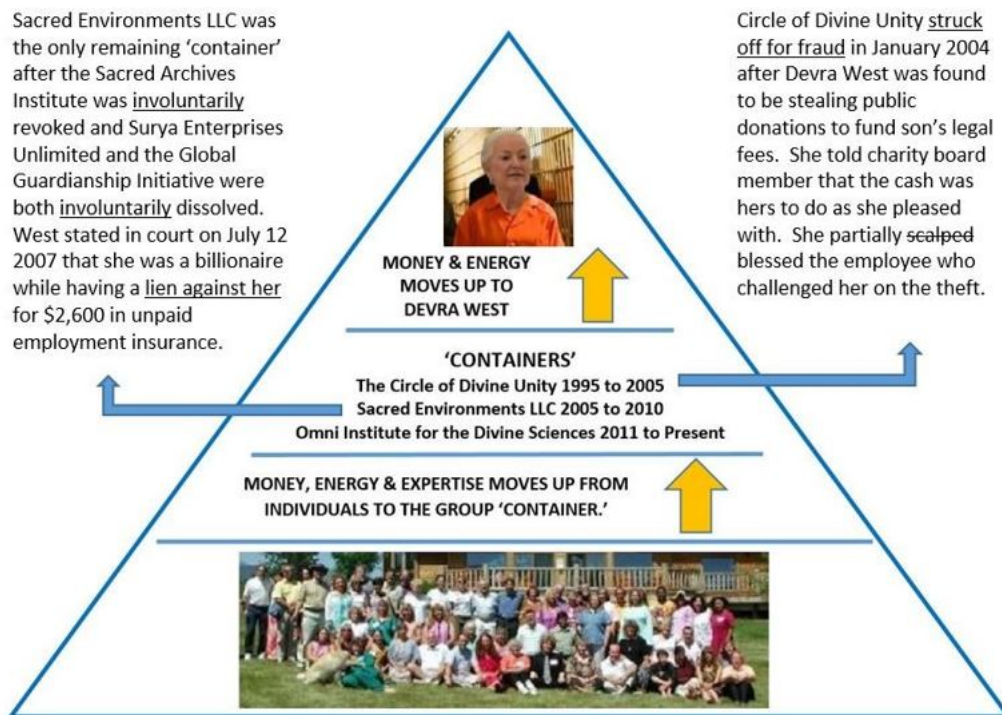 Sacred Environments LLC was
the only remaining ‘container’
after the Sacred Archives
Institute was involuntarily
revoked and Surya Enterprises
Unlimited and the Global
Guardianship Initiative were
both involuntarily dissolved.
West stated in court on July 12
2007 that she was a billionaire
while having a lien against her
for $2,600 in unpaid
employment insurance.
Circle of Divine Unity struck
off for fraud in January 2004
after Devra West was found
to be stealing public
donations to fund son’s legal
fees. She told charity board
member that the cash was
hers to do as she pleased
with. She partially scalped
blessed the employee who
challenged her on the theft.
MONEY & ENERGY
MOVES UP TO
DEVRA WEST
‘CONTAINERS’
The Circle of Divine Unity 1995 to 2005
Sacred Environments LLC 2005 to 2010
Omni Institute for the Divine Sciences 2011 to Present
MONEY, ENERGY & EXPERTISE MOVES UP FROM
INDIVIDUALS TO THE GROUP ‘CONTAINER.’